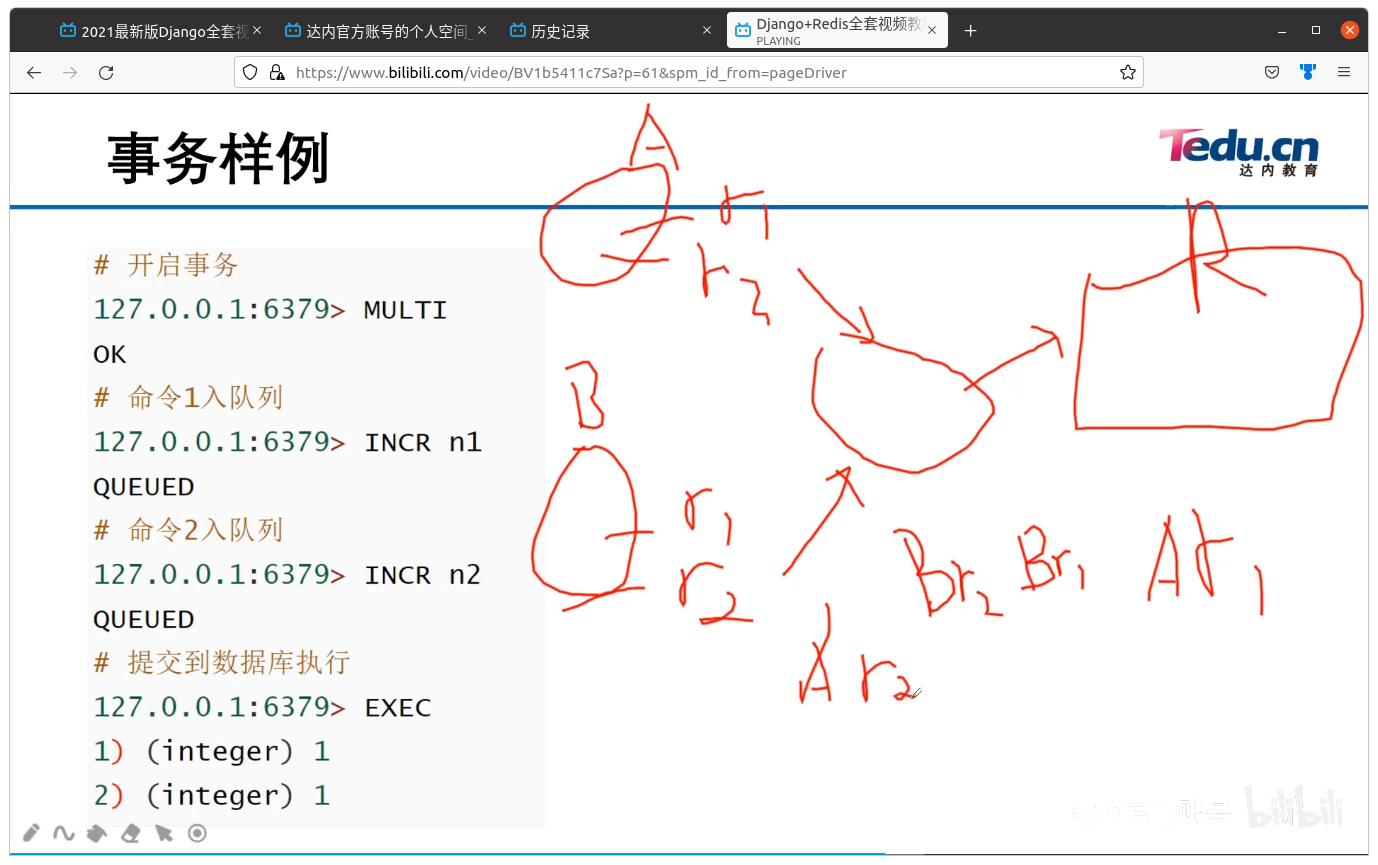 2021最新版Django全套视
达内官方账号的个人空间_
历史记录
Django+Redis全套视频教
PLAYING
https://www.bilibili.com/video/BV1b5411c7Sa?p=61&spm_id_from=pageDriver
事务样例
Tedu.cn
达内教育
# 开启事务
127.0.0.1:6379> MULTI
OK
# 命令1入队列
127.0.0.1:6379> INCR n1
QUEUED
# 命令2入队列
127.0.0.1:6379> INCR n2
QUEUED
# 提交到数据库执行
127.0.0.1:6379> EXEC
1) (integer) 1
2) (integer) 1
A
r1
r2
R
B
r1
r2
Br2 Br1 Ar1
Ar2
达内官方账号 bilibili